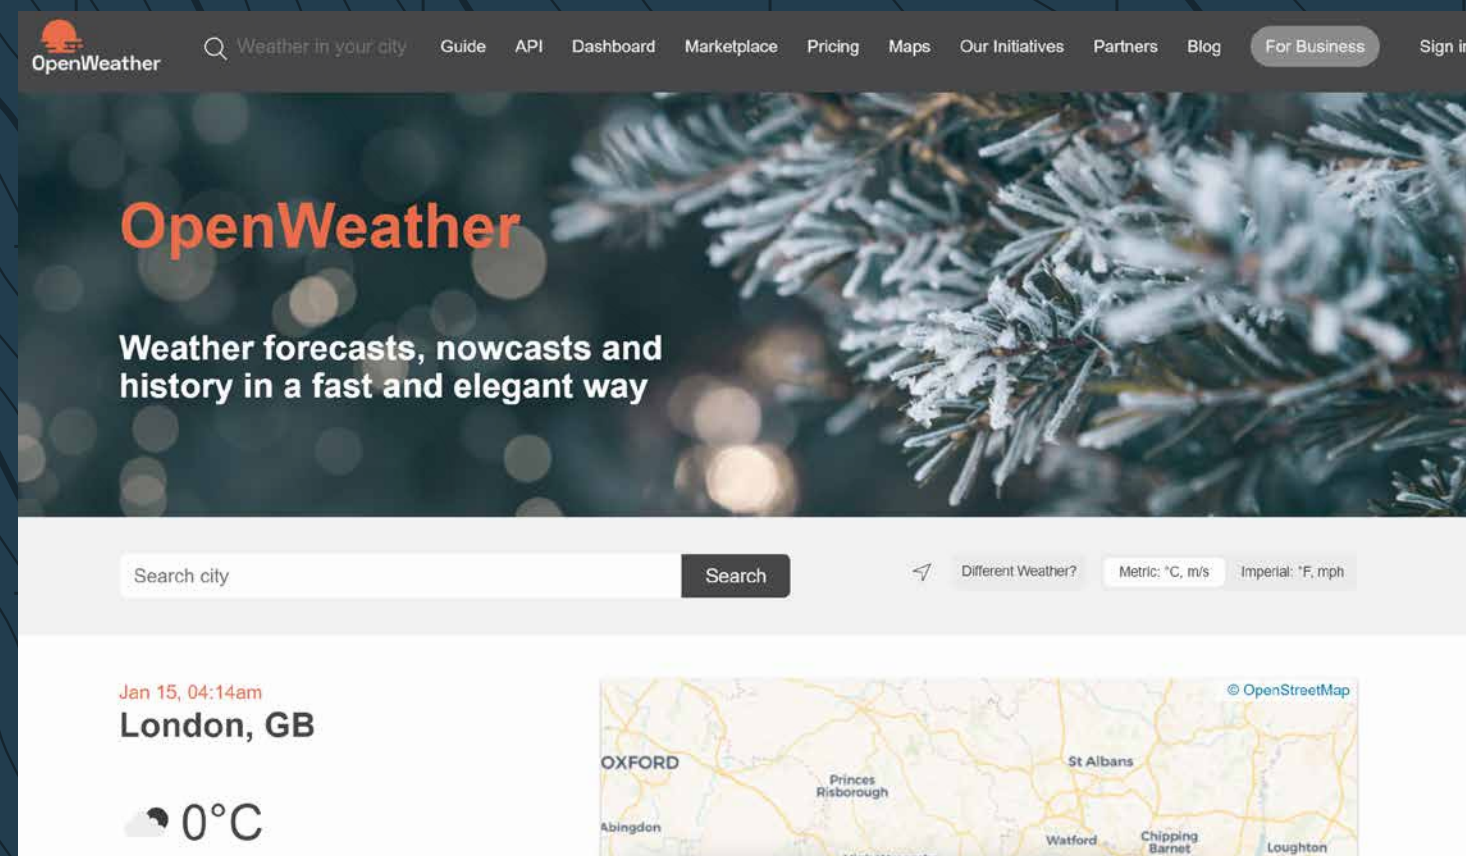 OpenWeather
Weather in your city
Guide
API
Dashboard
Marketplace
Pricing
Maps
Our Initiatives
Partners
Blog
For Business
Sign in
OpenWeather
Weather forecasts, nowcasts and
history in a fast and elegant way
Search city
Search
Different Weather?
Metric: °C, m/s
Imperial: °F, mph
Jan 15, 04:14am
London, GB
0°C
© OpenStreetMap
OXFORD
St Albans
Princes
Risborough
Abingdon
Watford
Chipping
Barnet
Loughton